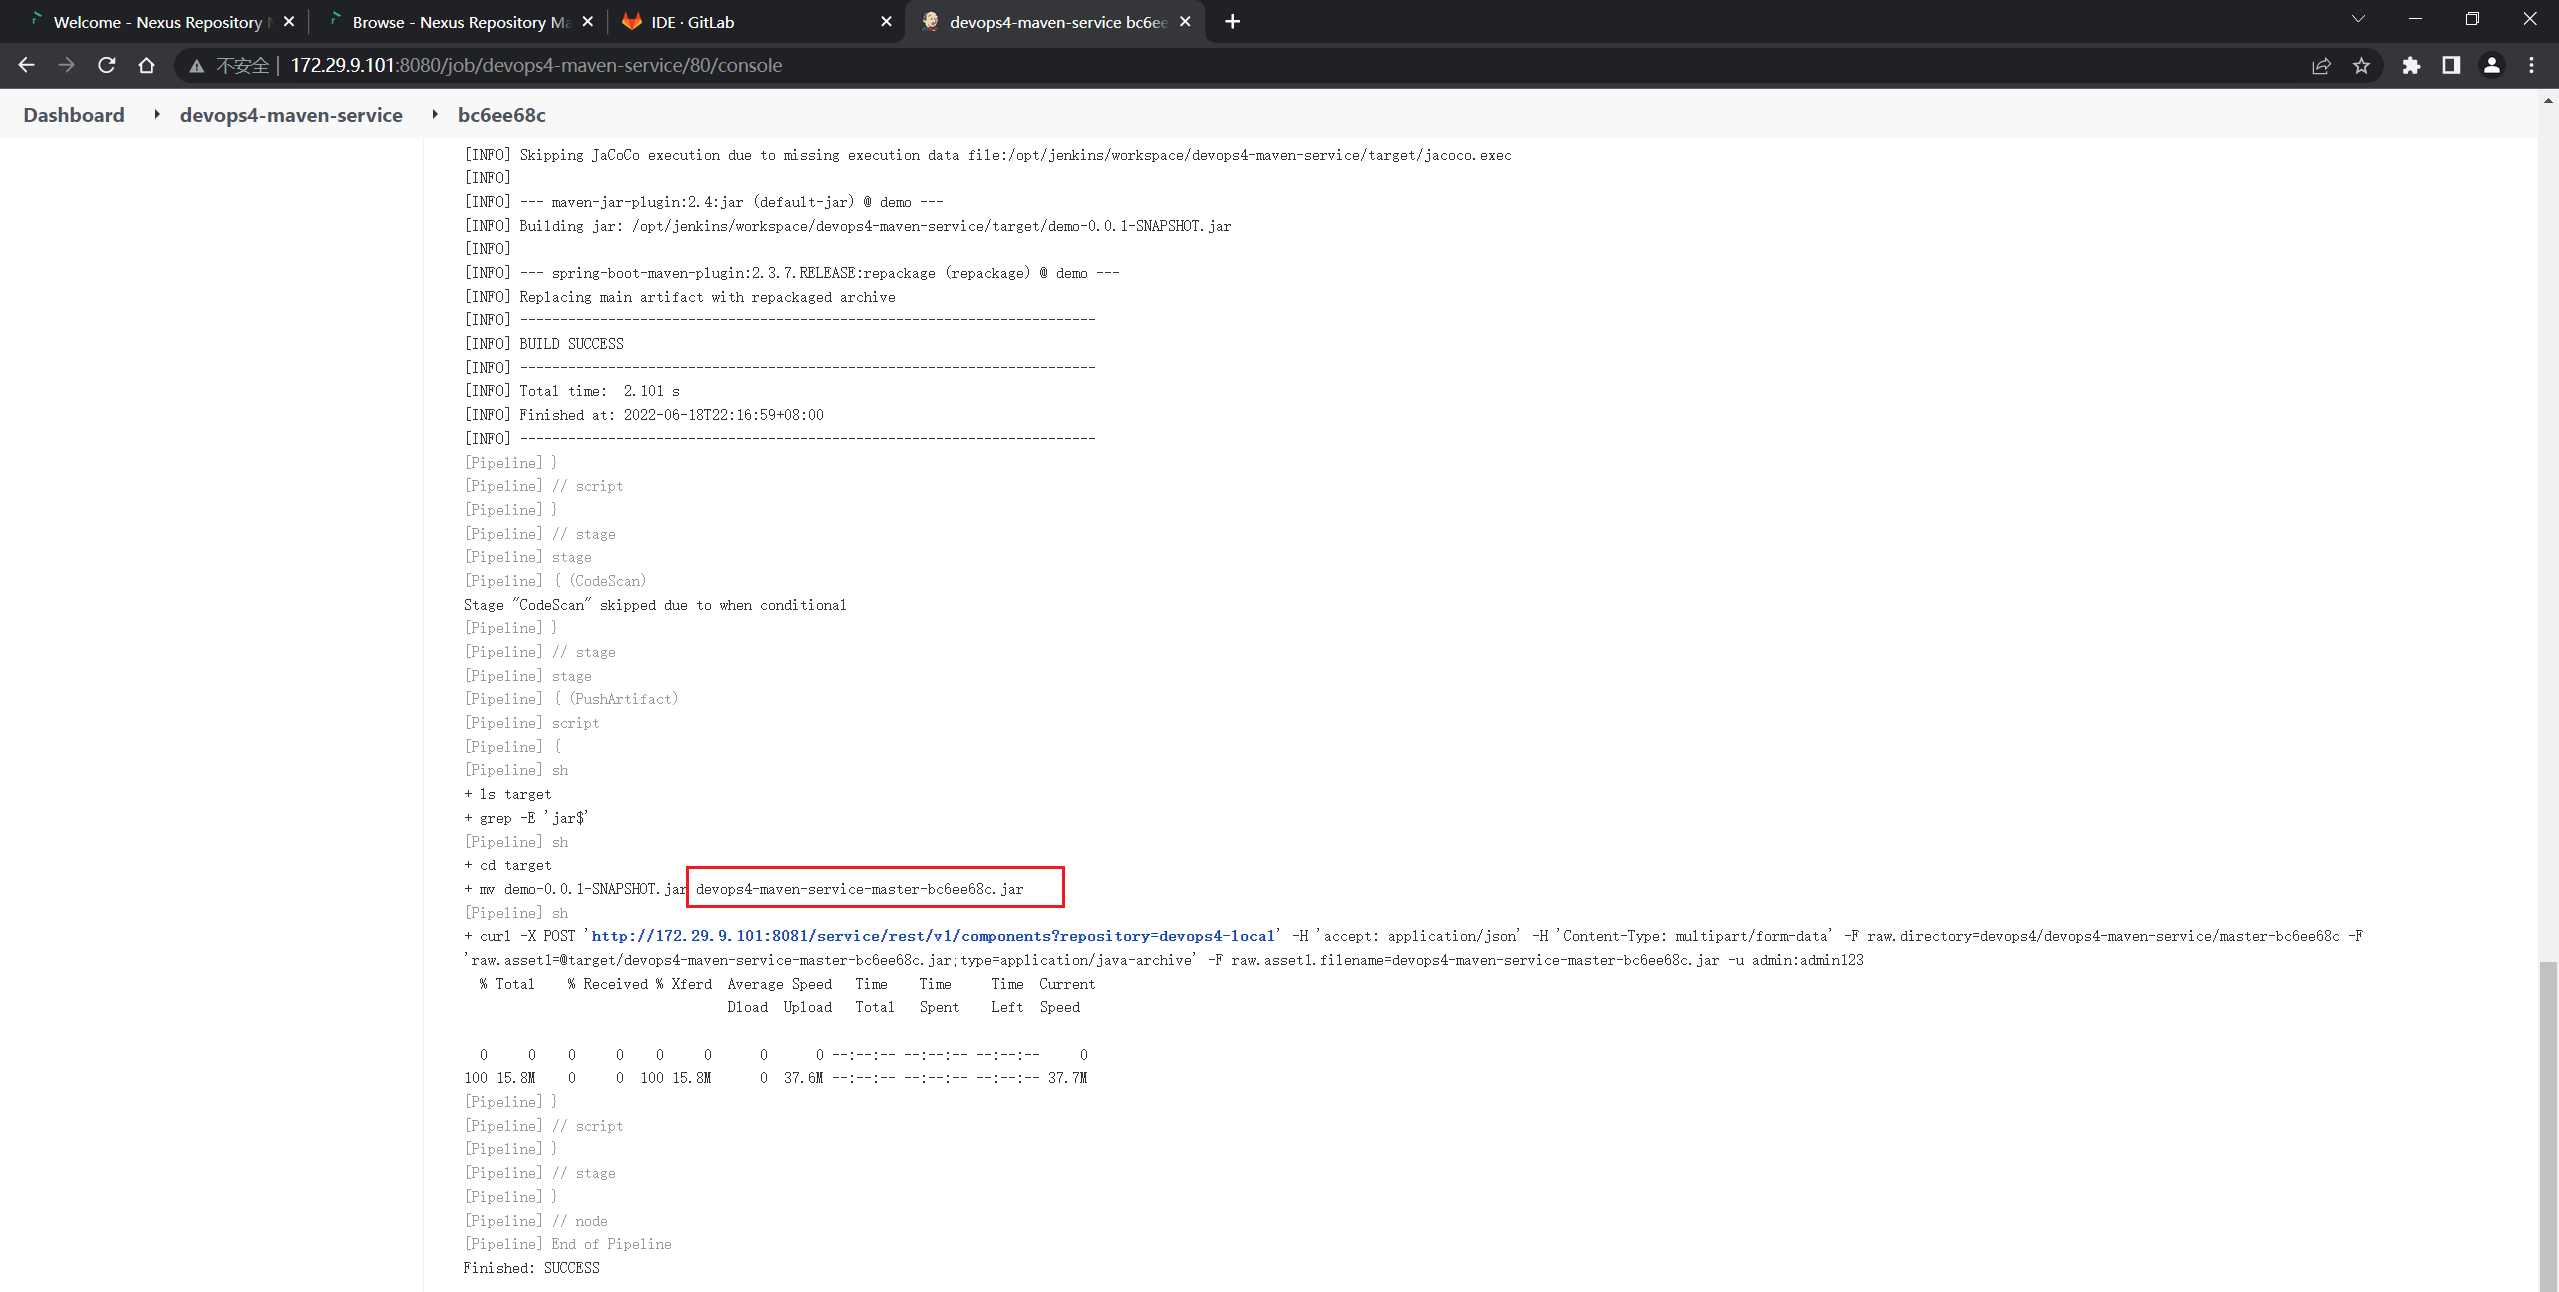 Welcome - Nexus Repository
Browse - Nexus Repository Ma
IDE · GitLab
devops4-maven-service bc6ee
不安全
172.29.9.101:8080/job/devops4-maven-service/80/console
Dashboard
devops4-maven-service
bc6ee68c
[INFO] Skipping JaCoCo execution due to missing execution data file:/opt/jenkins/workspace/devops4-maven-service/target/jacoco.exec
[INFO]
[INFO] --- maven-jar-plugin:2.4:jar (default-jar) @ demo ---
[INFO] Building jar: /opt/jenkins/workspace/devops4-maven-service/target/demo-0.0.1-SNAPSHOT.jar
[INFO]
[INFO] --- spring-boot-maven-plugin:2.3.7.RELEASE:repackage (repackage) @ demo ---
[INFO] Replacing main artifact with repackaged archive
[INFO] ------------------------------------------------------------------------
[INFO] BUILD SUCCESS
[INFO] ------------------------------------------------------------------------
[INFO] Total time:  2.101 s
[INFO] Finished at: 2022-06-18T22:16:59+08:00
[INFO] ------------------------------------------------------------------------
[Pipeline] }
[Pipeline] // script
[Pipeline] }
[Pipeline] // stage
[Pipeline] stage
[Pipeline] { (CodeScan)
Stage "CodeScan" skipped due to when conditional
[Pipeline] }
[Pipeline] // stage
[Pipeline] stage
[Pipeline] { (PushArtifact)
[Pipeline] script
[Pipeline] {
[Pipeline] sh
+ ls target
+ grep -E 'jar$'
[Pipeline] sh
+ cd target
+ mv demo-0.0.1-SNAPSHOT.jar devops4-maven-service-master-bc6ee68c.jar
[Pipeline] sh
+ curl -X POST 'http://172.29.9.101:8081/service/rest/v1/components?repository=devops4-local' -H 'accept: application/json' -H 'Content-Type: multipart/form-data' -F raw.directory=devops4/devops4-maven-service/master-bc6ee68c -F
'raw.asset1=@target/devops4-maven-service-master-bc6ee68c.jar;type=application/java-archive' -F raw.asset1.filename=devops4-maven-service-master-bc6ee68c.jar -u admin:admin123
% Total    % Received % Xferd  Average Speed   Time    Time     Time  Current
Dload  Upload   Total   Spent    Left  Speed
0     0    0     0    0     0      0      0 --:--:-- --:--:-- --:--:--     0
100 15.8M    0     0  100 15.8M      0  37.6M --:--:-- --:--:-- --:--:-- 37.7M
[Pipeline] }
[Pipeline] // script
[Pipeline] }
[Pipeline] // stage
[Pipeline] }
[Pipeline] // node
[Pipeline] End of Pipeline
Finished: SUCCESS